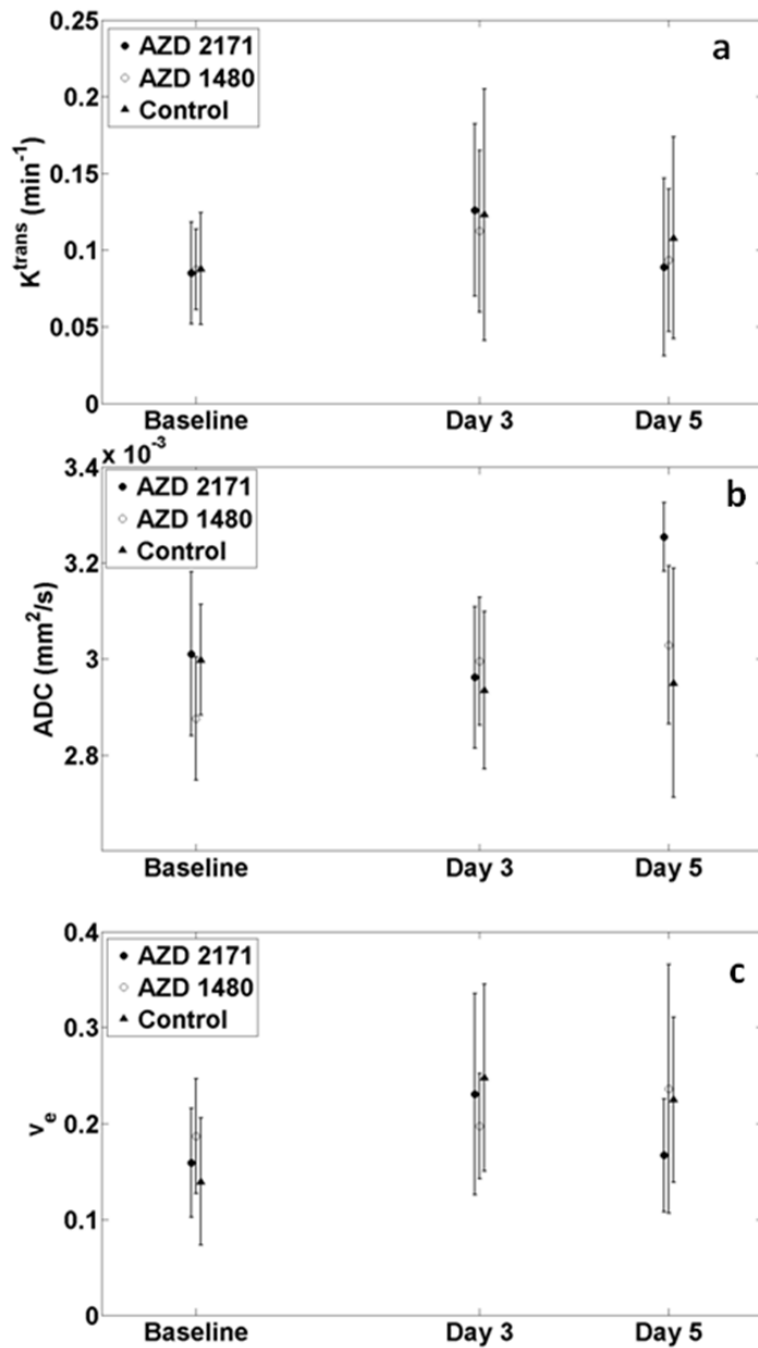 0.25
AZD 2171
AZD 1480
Control
a
0.2
0.15
0.1
0.05
0
K^trans (min^-1)
Baseline Day 3 Day 5
x 10^-3
3.4
AZD 2171
AZD 1480
Control
b
3.2
3
2.8
ADC (mm^2/s)
Baseline Day 3 Day 5
0.4
AZD 2171
AZD 1480
Control
c
0.3
0.2
0.1
0
v_e
Baseline Day 3 Day 5